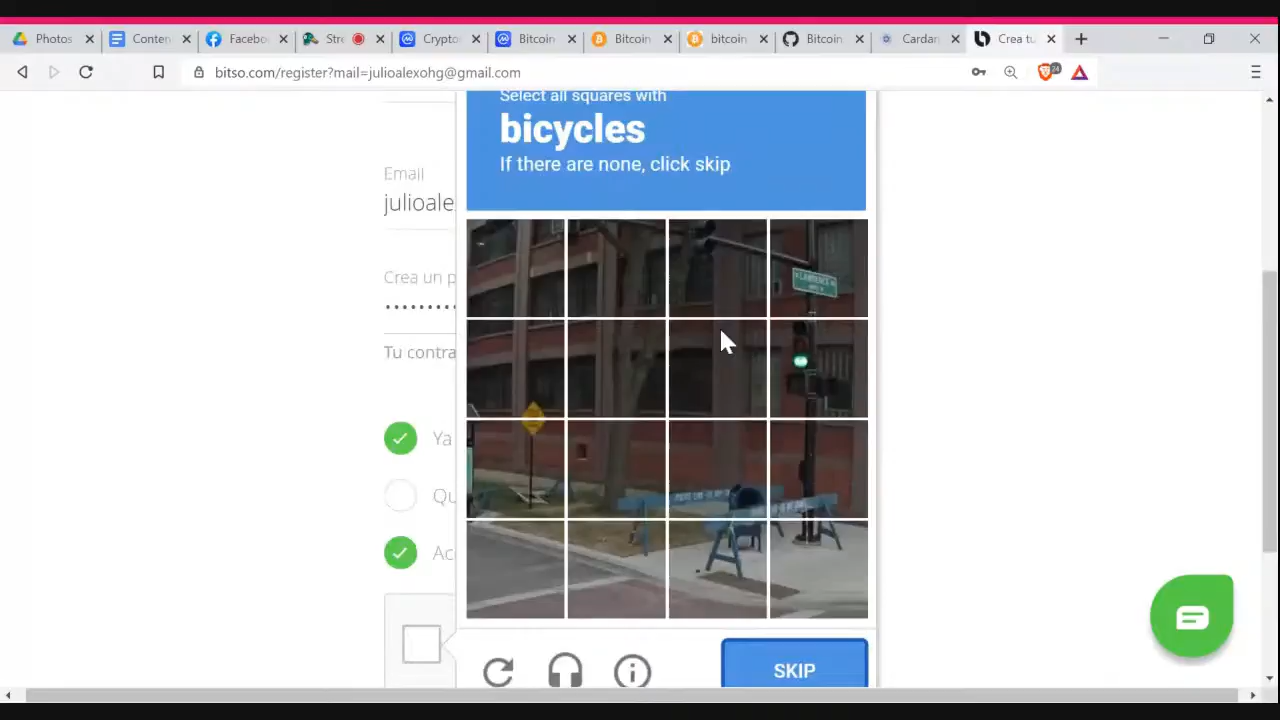 Photos
Conten
Facebo
Stre
Crypto
Bitcoin
Bitcoin
bitcoin
Bitcoin
Cardan
Crea tu
bitso.com/register?mail=julioalexohg@gmail.com
24
Select all squares with
bicycles
If there are none, click skip
Email
julioale
Crea un p
Tu contra
Ya
Qu
Ac
LAWRENCE
SKIP